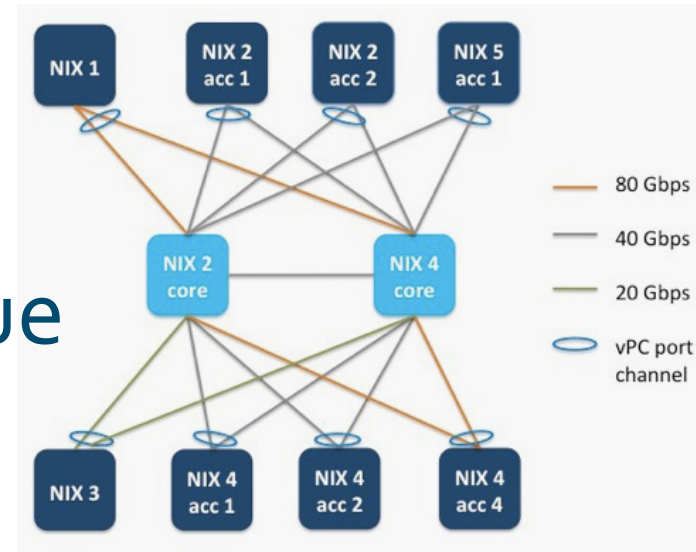 NIX 1
NIX 2
acc 1
NIX 2
acc 2
NIX 5
acc 1
80 Gbps
40 Gbps
20 Gbps
vPC port
channel
NIX 2
core
NIX 4
core
ue
NIX 3
NIX 4
acc 1
NIX 4
acc 2
NIX 4
acc 4